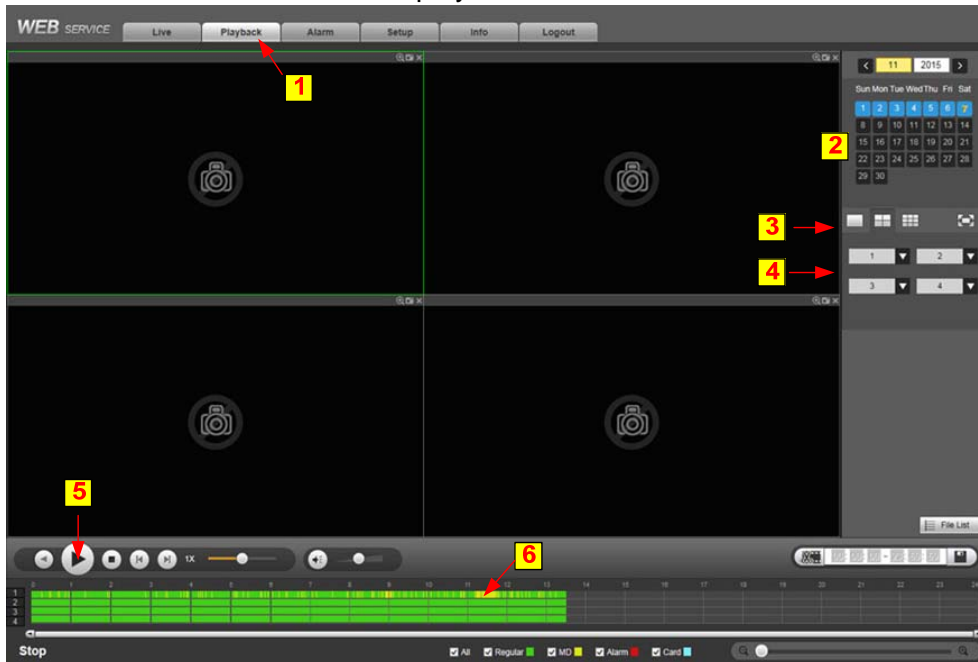 WEB SERVICE Live Playback Alarm Setup Info Logout
1
11 2015
Sun Mon Tue Wed Thu Fri Sat
1 2 3 4 5 6 7
8 9 10 11 12 13 14
2
15 16 17 18 19 20 21
22 23 24 25 26 27 28
29 30
3
4
1 2
3 4
5
File List
1X
6
0 1 2 3 4 5 6 7 8 9 10 11 12 13 14 15 16 17 18 19 20 21 22 23 24
1
2
3
4
Stop All Regular MD Alarm Card